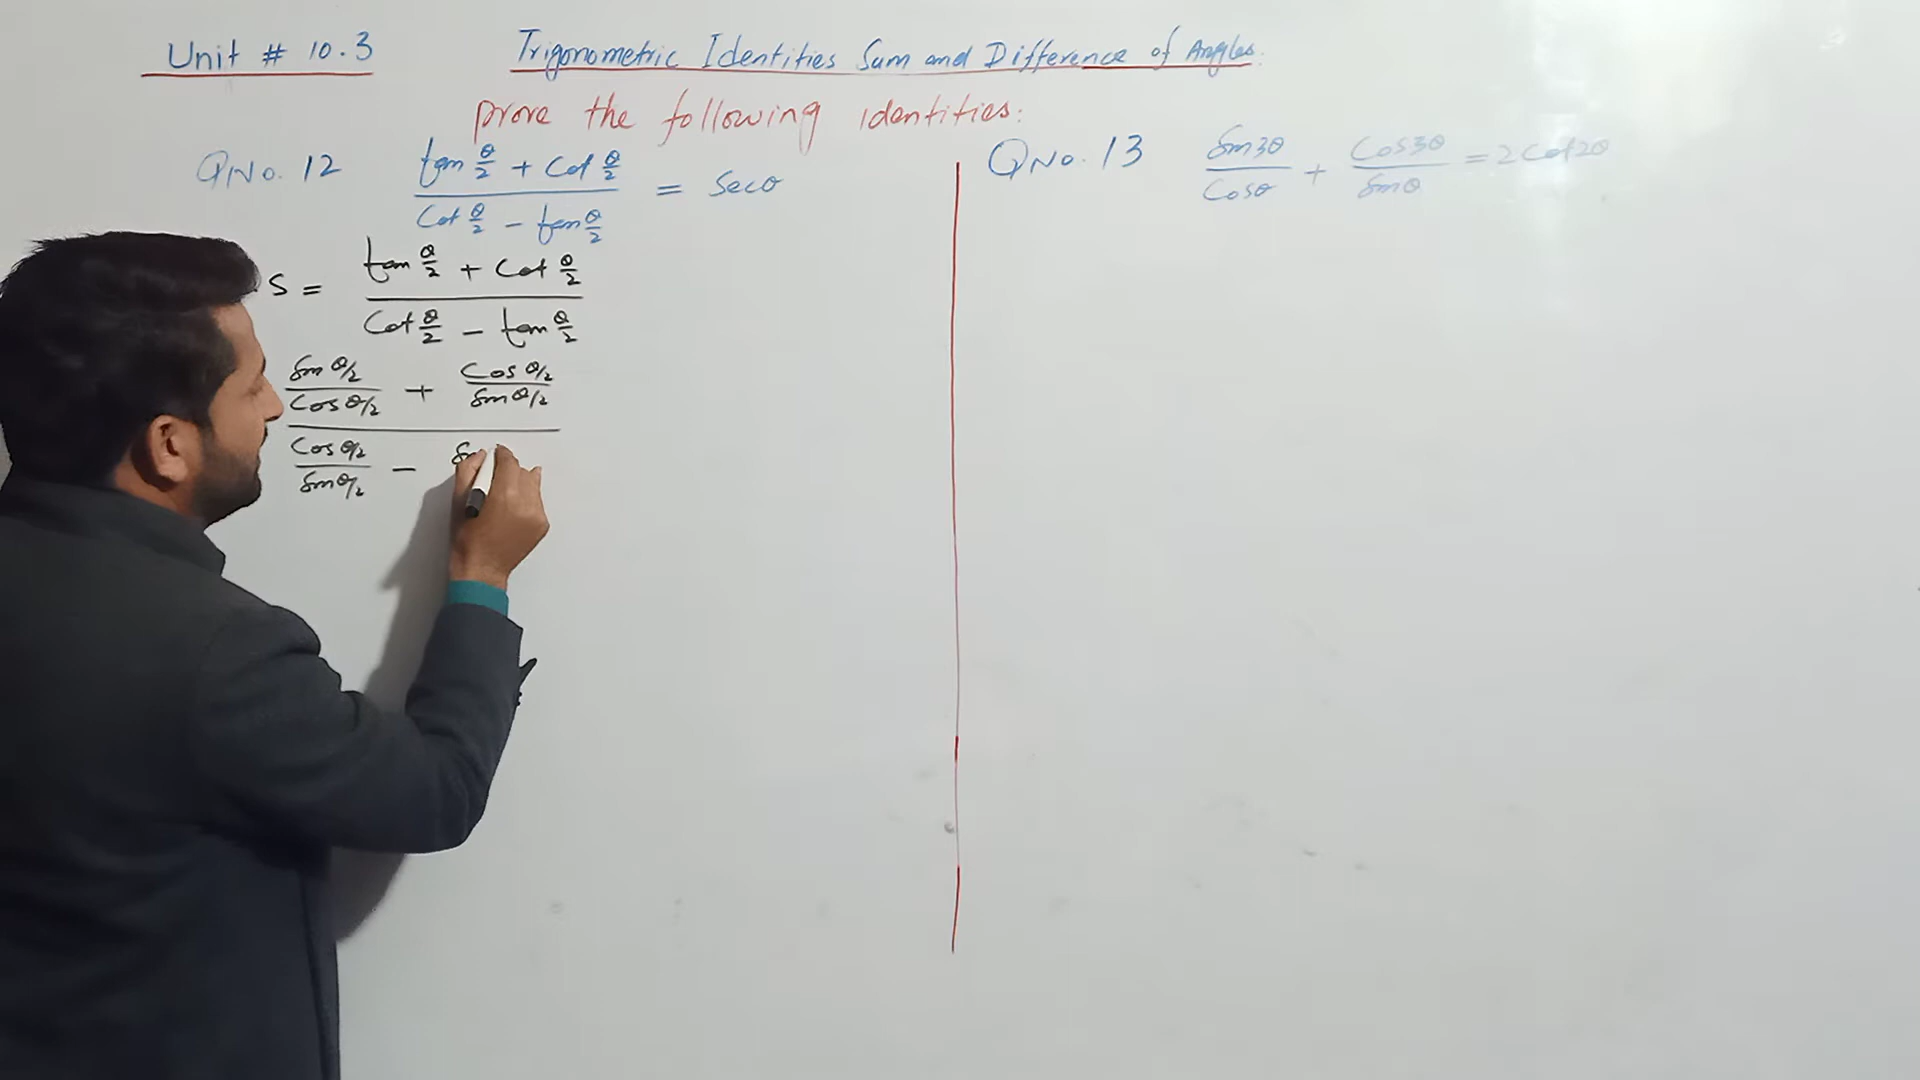 Unit # 10.3 Trigonometric Identities Sum and Difference of Angles.
Prove the following identities:
QNo. 12 (tan θ/2 + Cot θ/2) / (Cot θ/2 - tan θ/2) = Secθ
S = (tan θ/2 + Cot θ/2) / (Cot θ/2 - tan θ/2)
(Sin θ/2 / Cos θ/2 + Cos θ/2 / Sin θ/2) / (Cos θ/2 / Sin θ/2 -
QNo. 13 Sin3θ / Cosθ + Cos3θ / Sinθ = 2Cot2θ